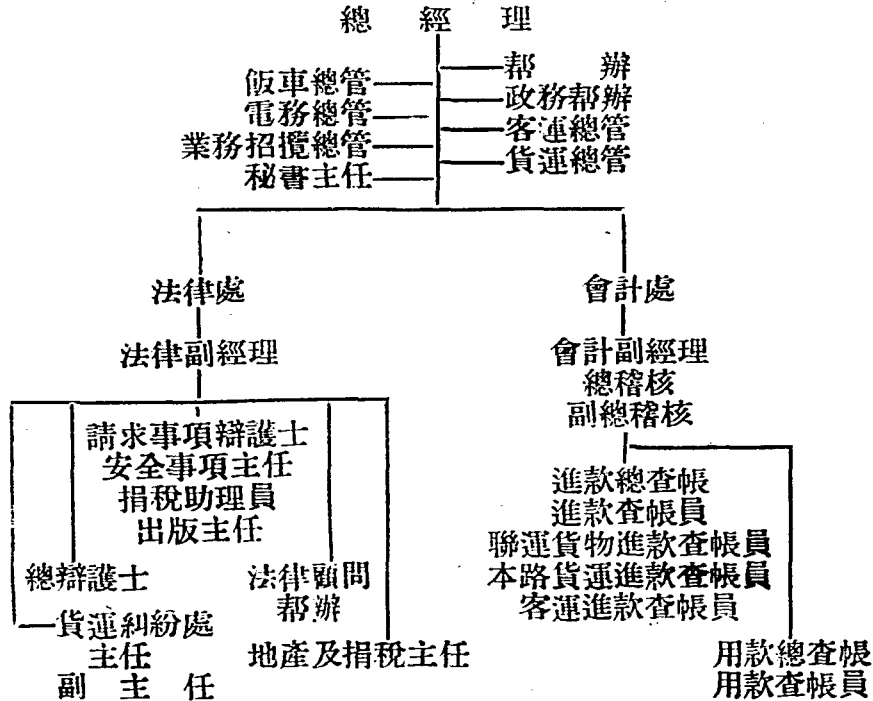 總經理
帮辦
飯車總管
政務帮辦
電務總管
客運總管
業務招攬總管
貨運總管
秘書主任
法律處
會計處
法律副經理
會計副經理
總稽核
副總稽核
請求事項辯護士
安全事項主任
捐稅助理員
出版主任
進款總查帳
進款查帳員
聯運貨物進款查帳員
本路貨運進款查帳員
客運進款查帳員
總辯護士
法律顧問
帮辦
貨運糾紛處
主任
副主任
地產及捐稅主任
用款總查帳
用款查帳員